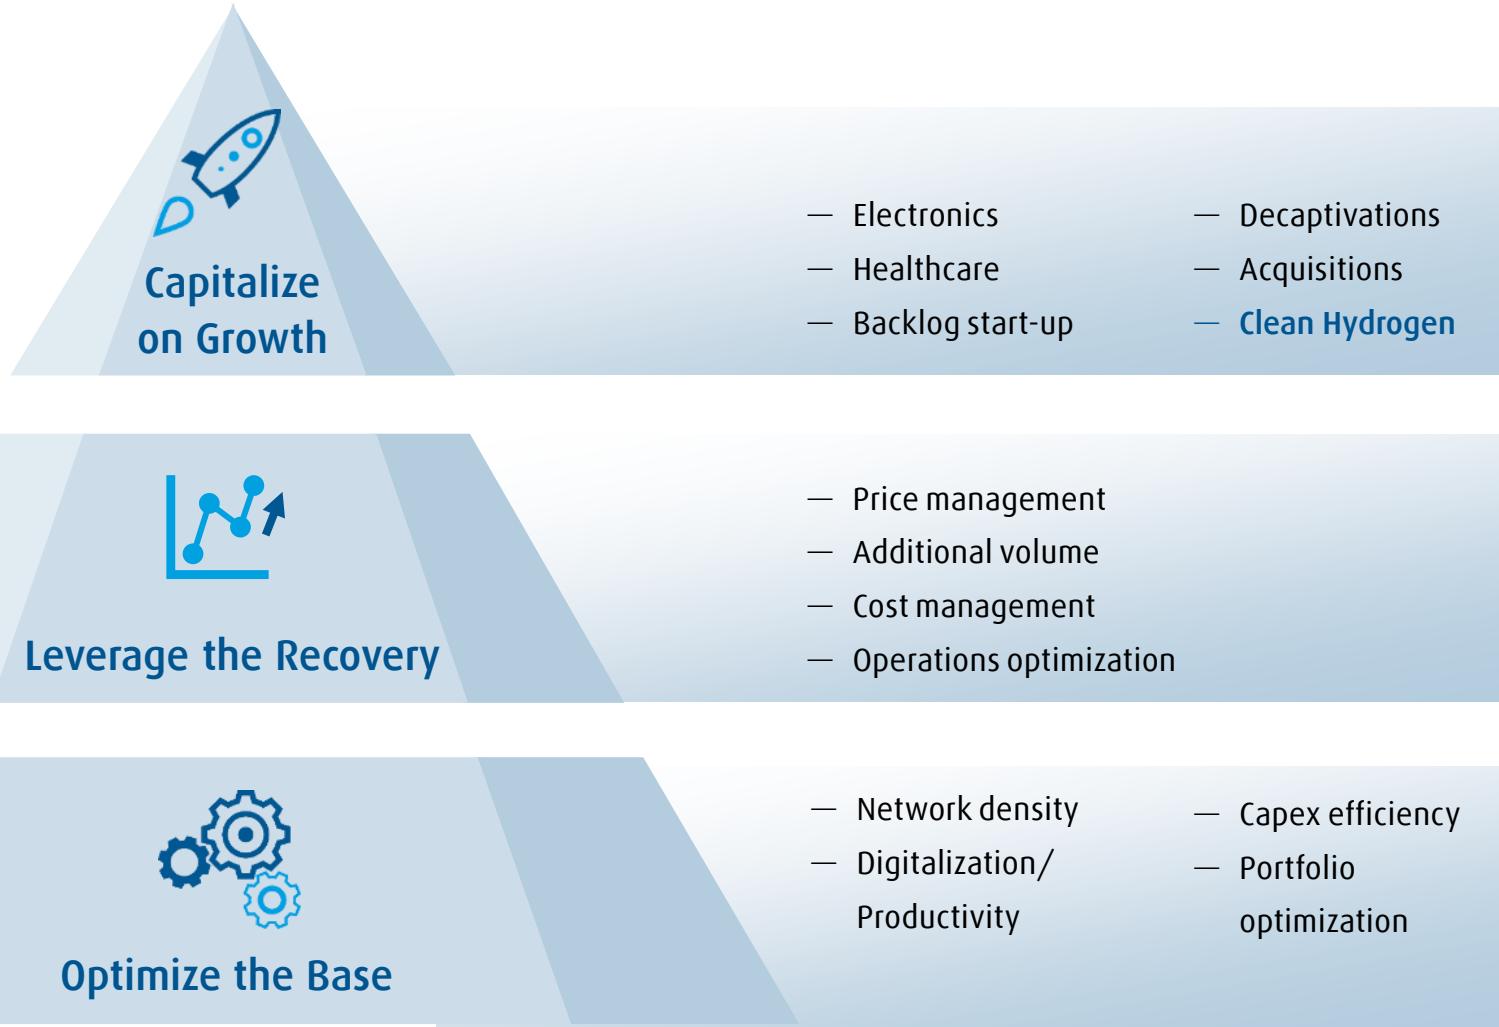 Capitalize
on Growth
— Electronics
— Healthcare
— Backlog start-up
— Decaptivations
— Acquisitions
— Clean Hydrogen
Leverage the Recovery
— Price management
— Additional volume
— Cost management
— Operations optimization
Optimize the Base
— Network density
— Digitalization/
Productivity
— Capex efficiency
— Portfolio
optimization